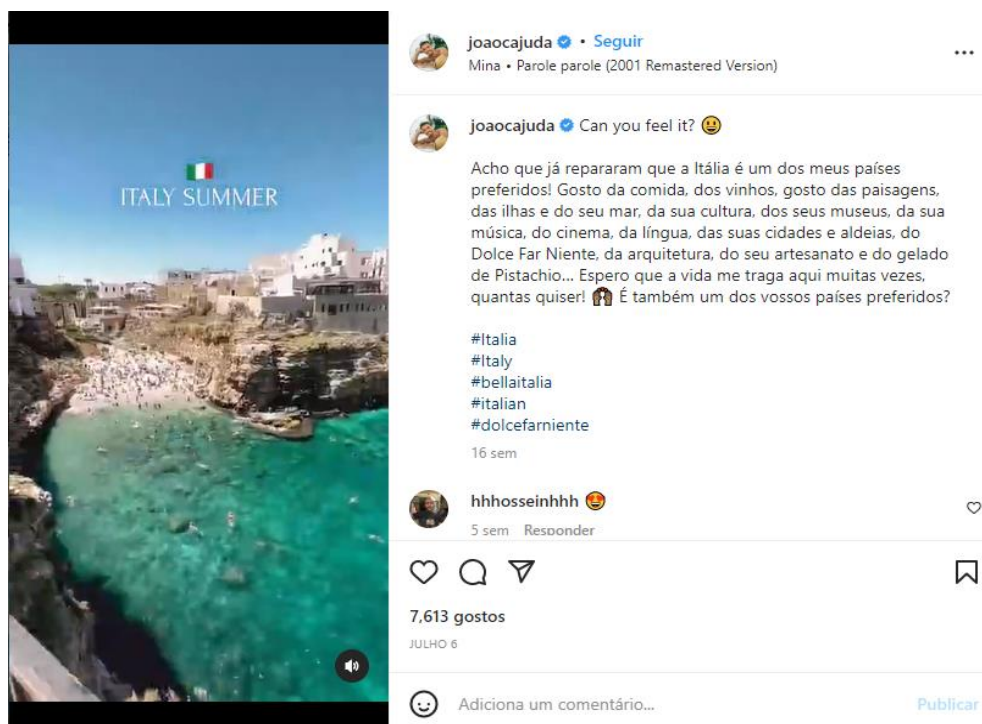 ITALY SUMMER
joaocajuda • Seguir
Mina • Parole parole (2001 Remastered Version)
joaocajuda Can you feel it? 😀
Acho que já repararam que a Itália é um dos meus países
preferidos! Gosto da comida, dos vinhos, gosto das paisagens,
das ilhas e do seu mar, da sua cultura, dos seus museus, da sua
música, do cinema, da língua, das suas cidades e aldeias, do
Dolce Far Niente, da arquitetura, do seu artesanato e do gelado
de Pistachio... Espero que a vida me traga aqui muitas vezes,
quantas quiser! É também um dos vossos países preferidos?
#Italia
#Italy
#bellaitalia
#italian
#dolcefarniente
16 sem
hhhosseinhhh 😍
5 sem Responder
7,613 gostos
JULHO 6
Adiciona um comentário...
Publicar